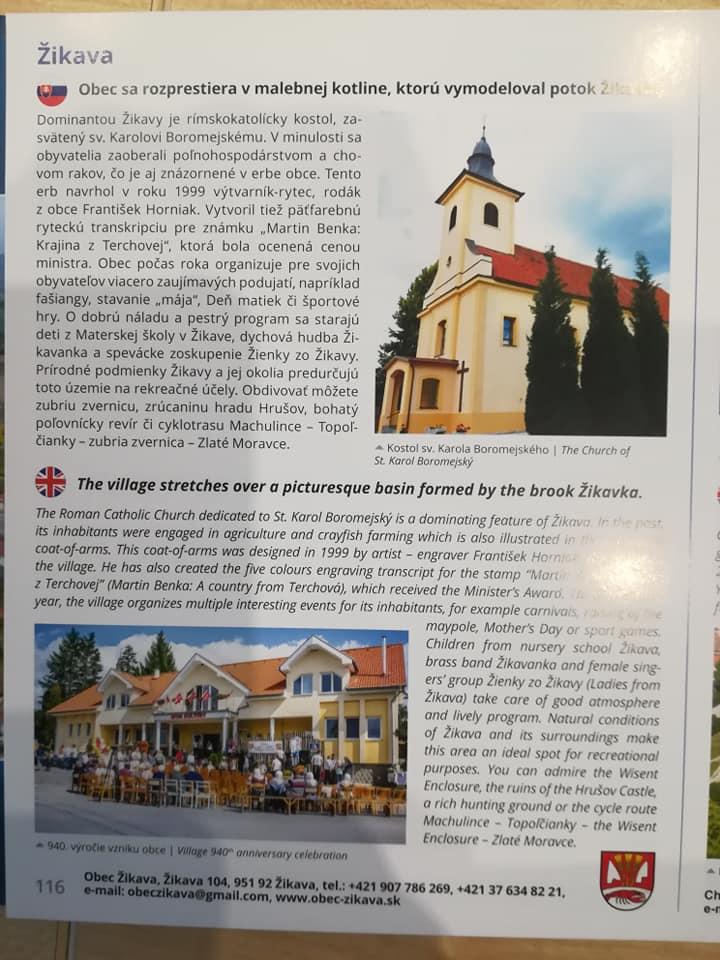 Žikava
Obec sa rozprestiera v malebnej kotline, ktorú vymodeloval potok
Dominantou Žikavy je rímskokatolícky kostol, za-
svätený sv. Karolovi Boromejskému. V minulosti sa
obyvatelia zaoberali poľnohospodárstvom a cho-
vom rakov, čo je aj znázornené v erbe obce. Tento
erb navrhol v roku 1999 výtvarník-rytec, rodák
z obce František Horniak. Vytvoril tiež päťfarebnú
ryteckú transkripciu pre známku „Martin Benka:
Krajina z Terchovej“, ktorá bola ocenená cenou
ministra. Obec počas roka organizuje pre svojich
obyvateľov viacero zaujímavých podujatí, napríklad
fašiangy, stavanie „mája“, Deň matiek či športové
hry. O dobrú náladu a pestrý program sa starajú
deti z Materskej školy v Žikave, dychová hudba Ži-
kavanka a spevácke zoskupenie Žienky zo Žikavy.
Prírodné podmienky Žikavy a jej okolia predurčujú
toto územie na rekreačné účely. Obdivovať môžete
zubriu zvernicu, zrúcaninu hradu Hrušov, bohatý
poľovnícky revír či cyklotrasu Machulince – Topoľ-
čianky – zubria zvernica – Zlaté Moravce.
Kostol sv. Karola Boromejského | The Church of
St. Karol Boromejský
The village stretches over a picturesque basin formed by the brook Žikavka.
The Roman Catholic Church dedicated to St. Karol Boromejský is a dominating feature of Žikava. In the past,
its inhabitants were engaged in agriculture and crayfish farming which is also illustrated in
coat-of-arms. This coat-of-arms was designed in 1999 by artist – engraver František
the village. He has also created the five colours engraving transcript for the stamp “Martin
z Terchovej” (Martin Benka: A country from Terchová), which received the Minister’s Award.
year, the village organizes multiple interesting events for its inhabitants, for example carnivals, raising of the
maypole, Mother’s Day or sport games.
Children from nursery school Žikava,
brass band Žikavanka and female sing-
ers’ group Žienky zo Žikavy (Ladies from
Žikava) take care of good atmosphere
and lively program. Natural conditions
of Žikava and its surroundings make
this area an ideal spot for recreational
purposes. You can admire the Wisent
Enclosure, the ruins of the Hrušov Castle,
a rich hunting ground or the cycle route
Machulince – Topoľčianky – the Wisent
Enclosure – Zlaté Moravce.
940. výročie vzniku obce | Village 940th anniversary celebration
116
Obec Žikava, Žikava 104, 951 92 Žikava, tel.: +421 907 786 269, +421 37 634 82 21,
e-mail: obeczikava@gmail.com, www.obec-zikava.sk